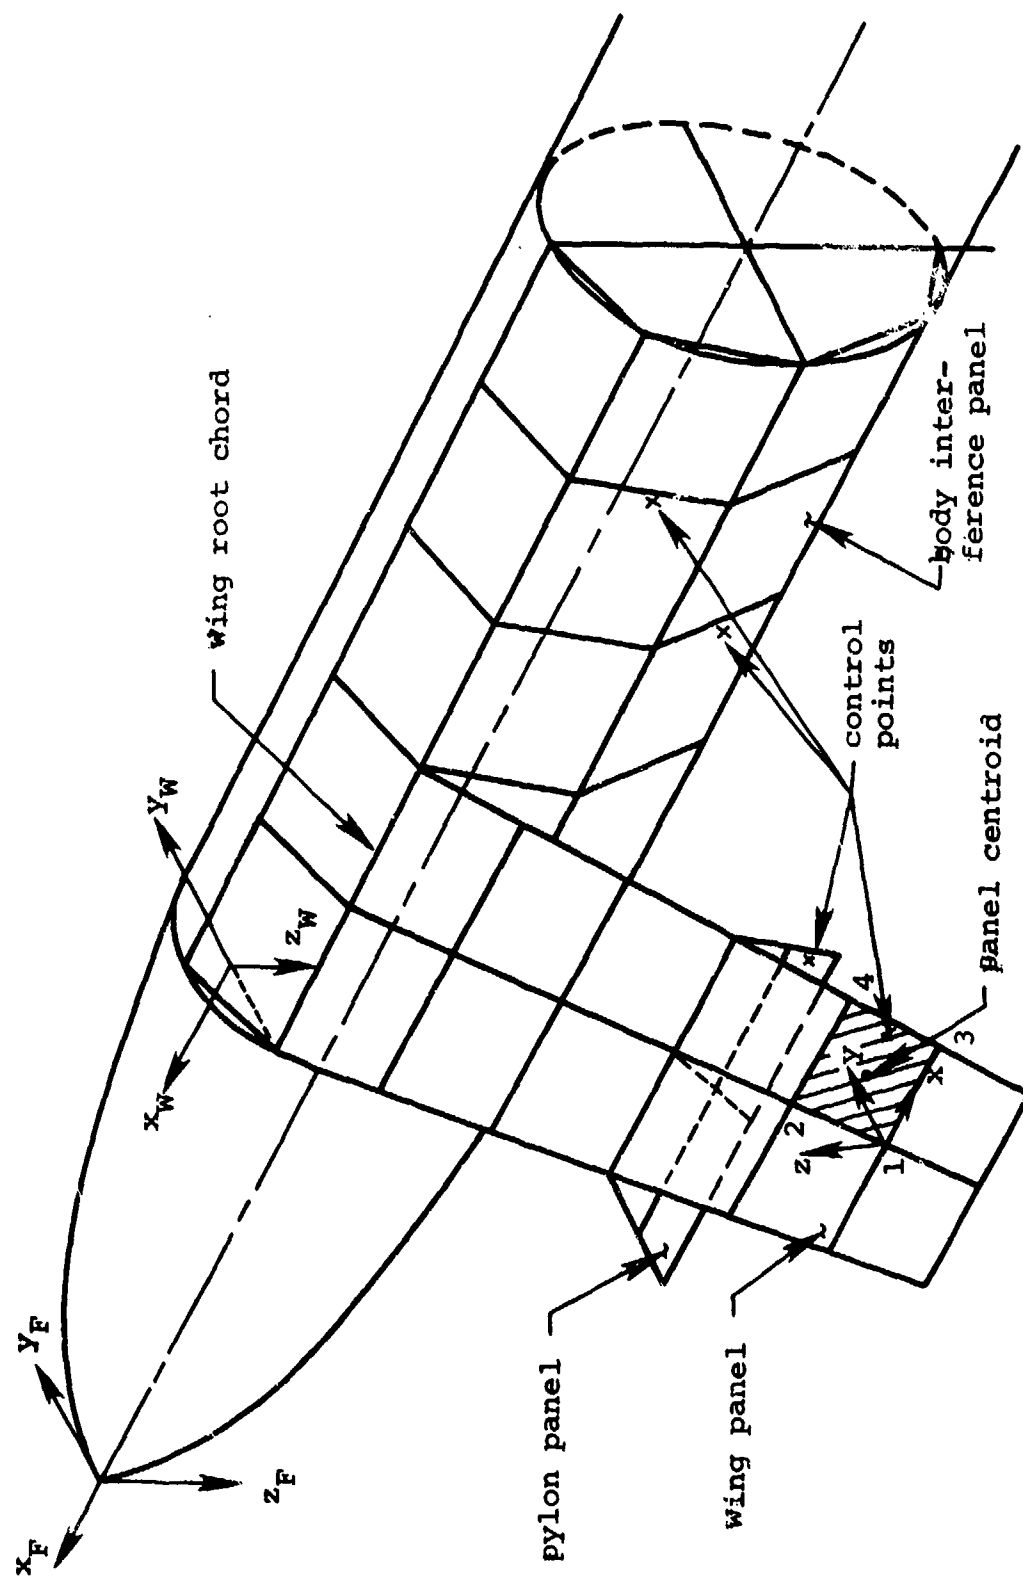 x_F
y_F
z_F
x_W
y_W
z_W
wing root chord
pylon panel
wing panel
1
2
3
4
x
y
z
control
points
panel centroid
body inter-
ference panel